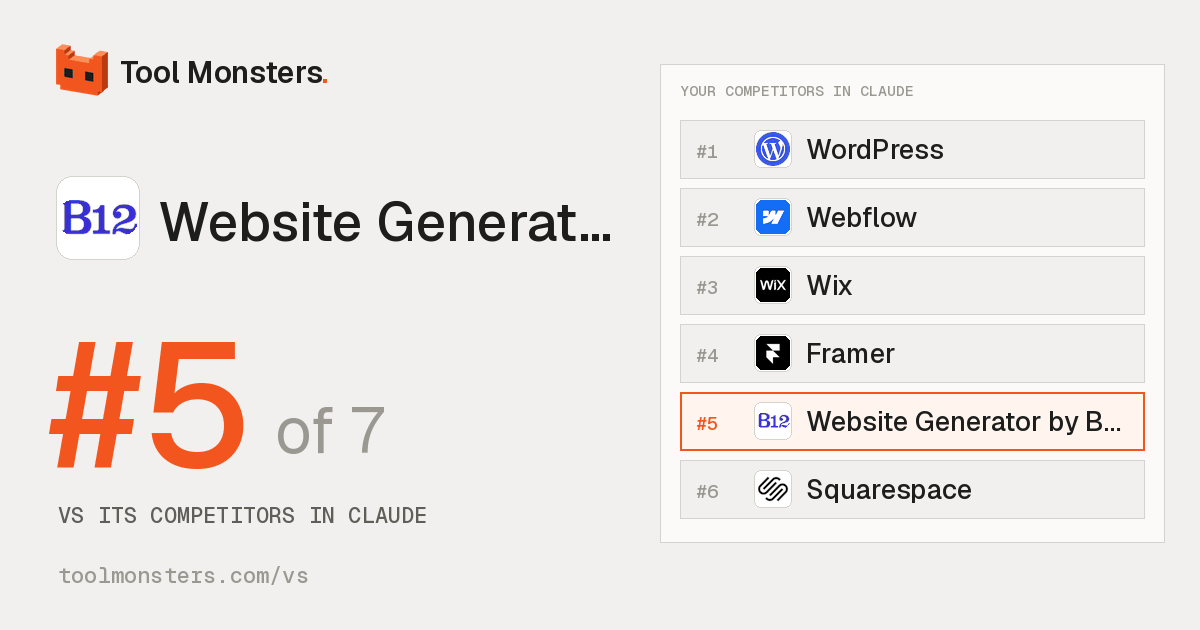 Tool Monsters.
B12
Website Generat...
#5 of 7
VS ITS COMPETITORS IN CLAUDE
toolmonsters.com/vs
YOUR COMPETITORS IN CLAUDE
#1 WordPress
#2 Webflow
#3 WiX Wix
#4 Framer
#5 B12 Website Generator by B...
#6 Squarespace